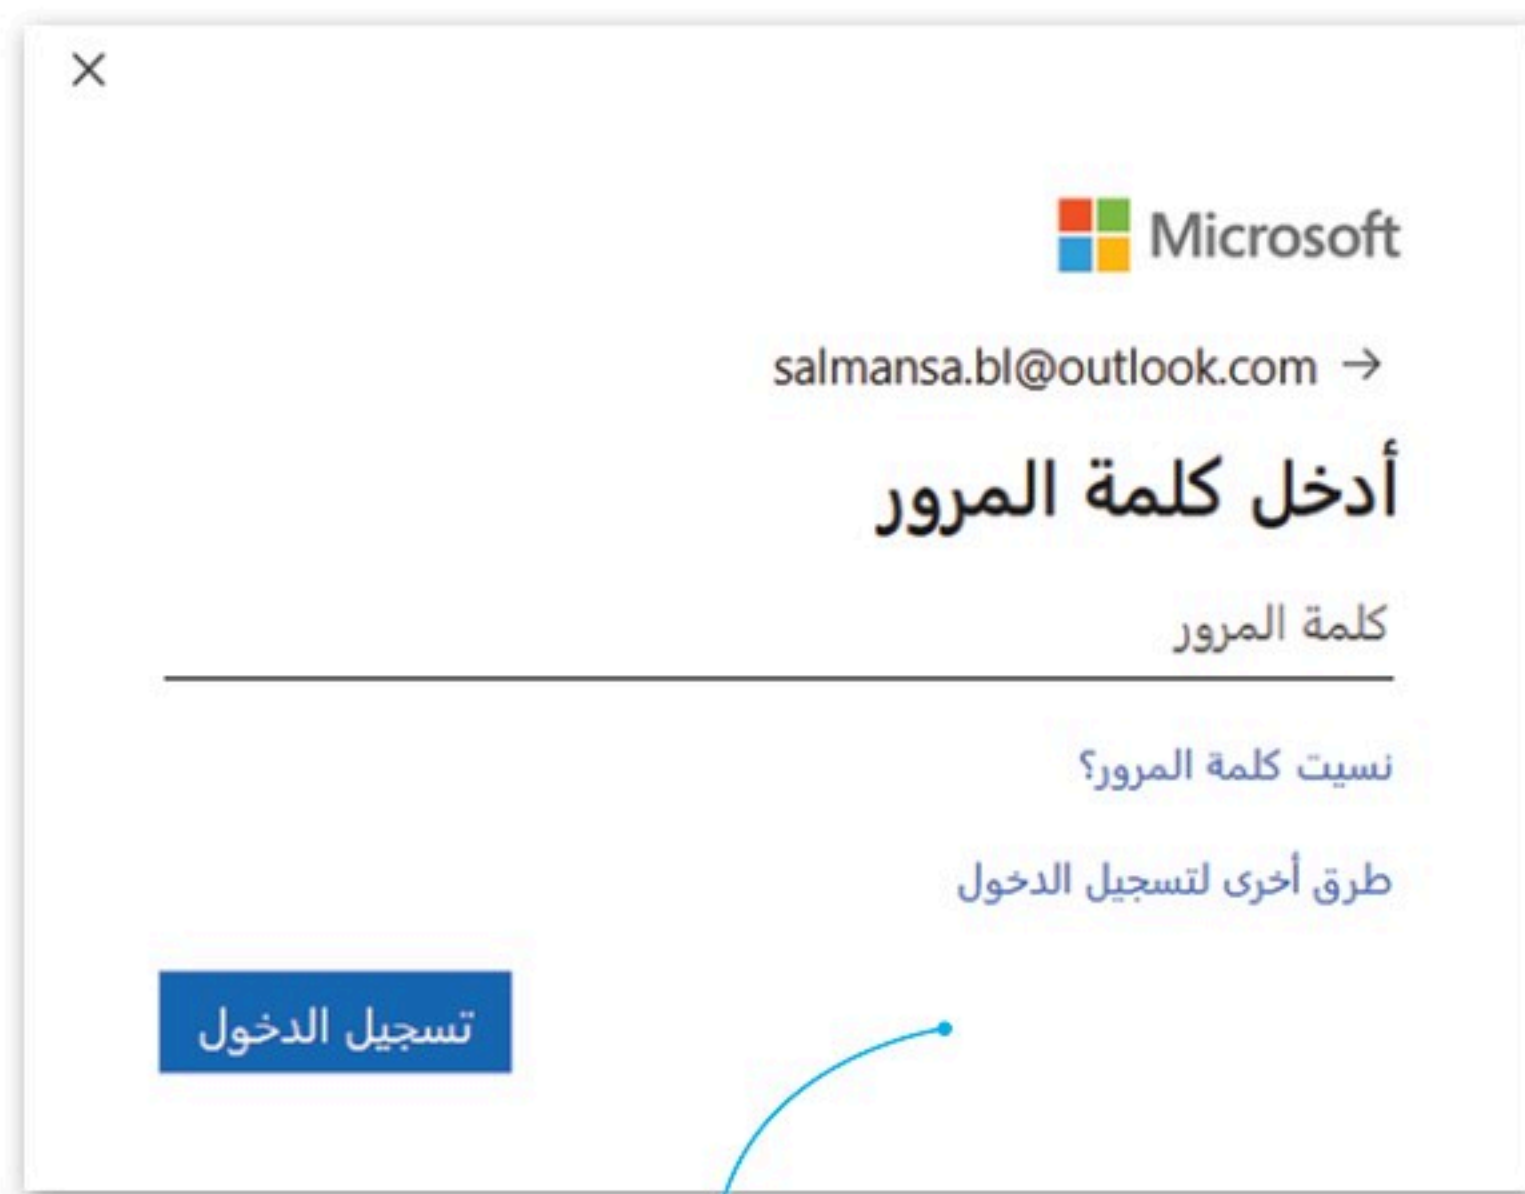 Microsoft
salmansa.bl@outlook.com →
أدخل كلمة المرور
كلمة المرور
نسيت كلمة المرور؟
طرق أخرى لتسجيل الدخول
تسجيل الدخول